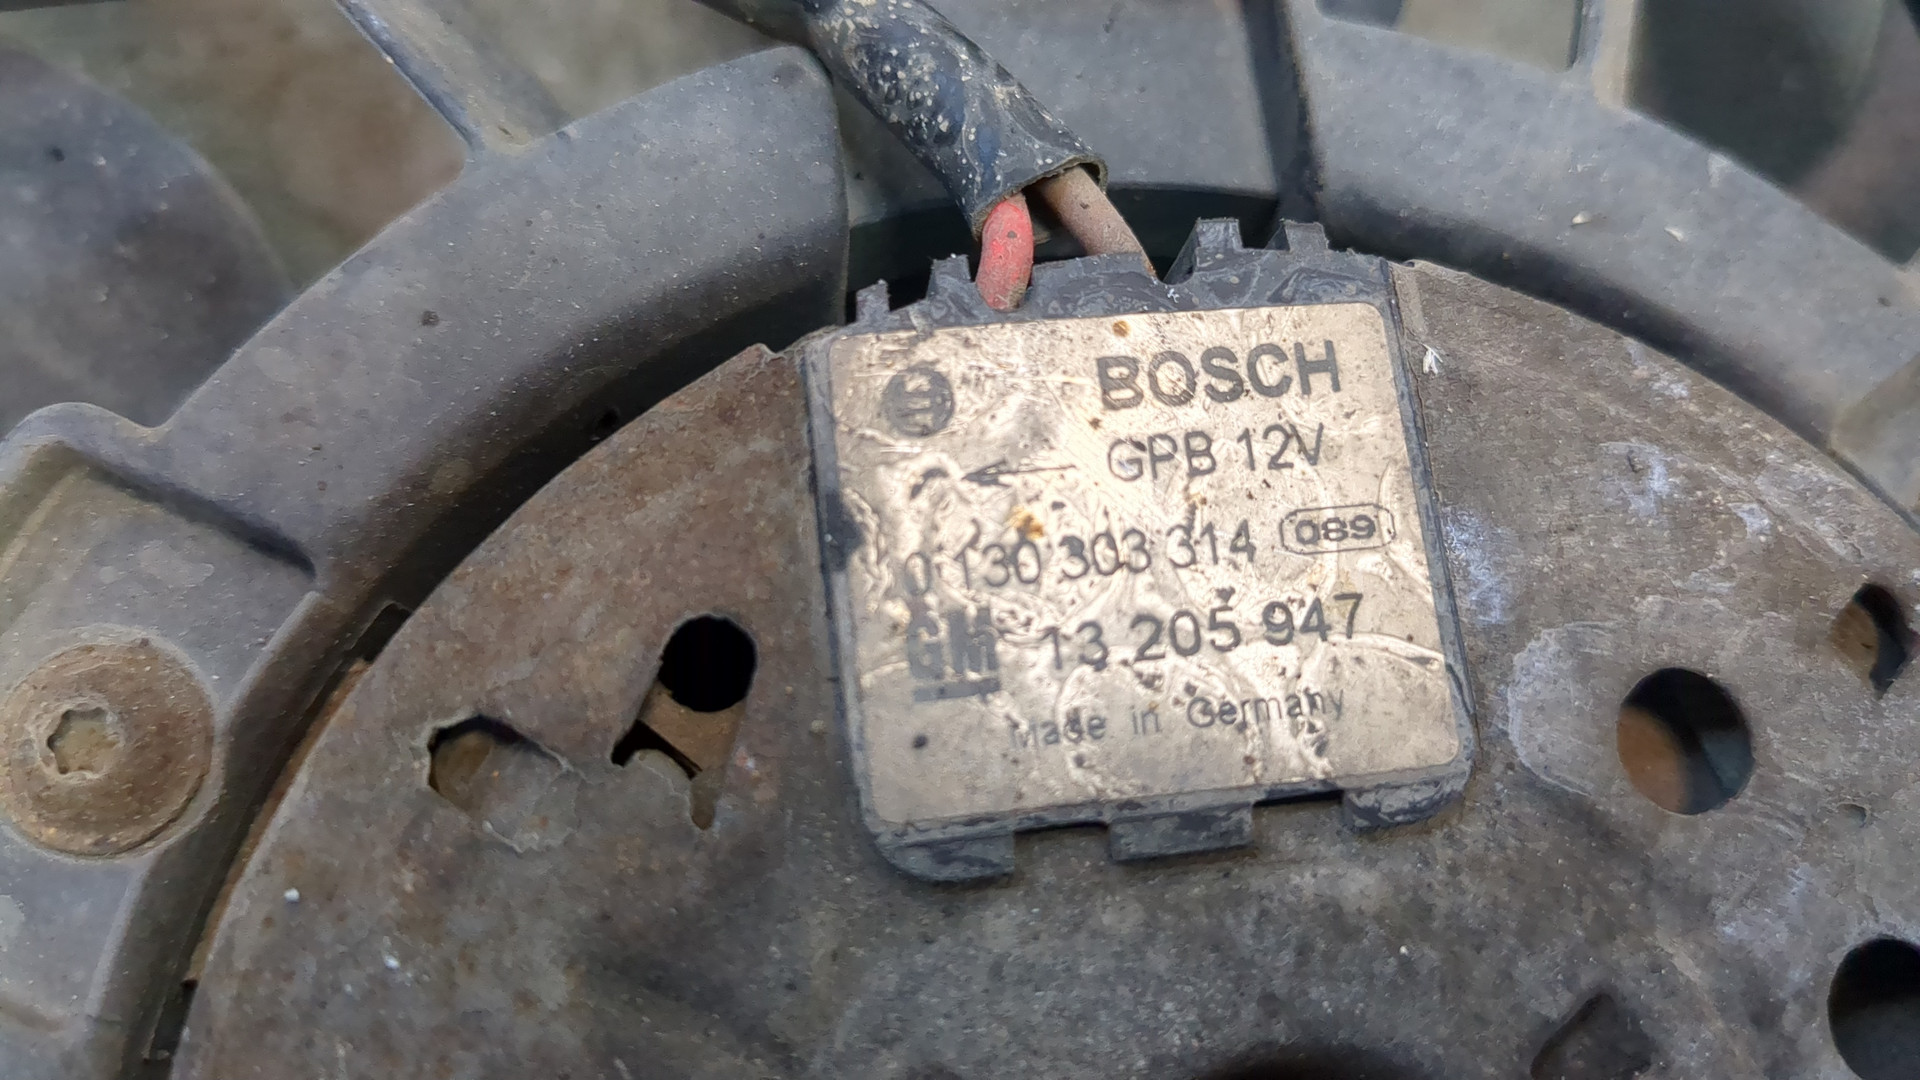 BOSCH
GPB 12V
0 130 303 314 089
GM 13 205 947
Made in Germany